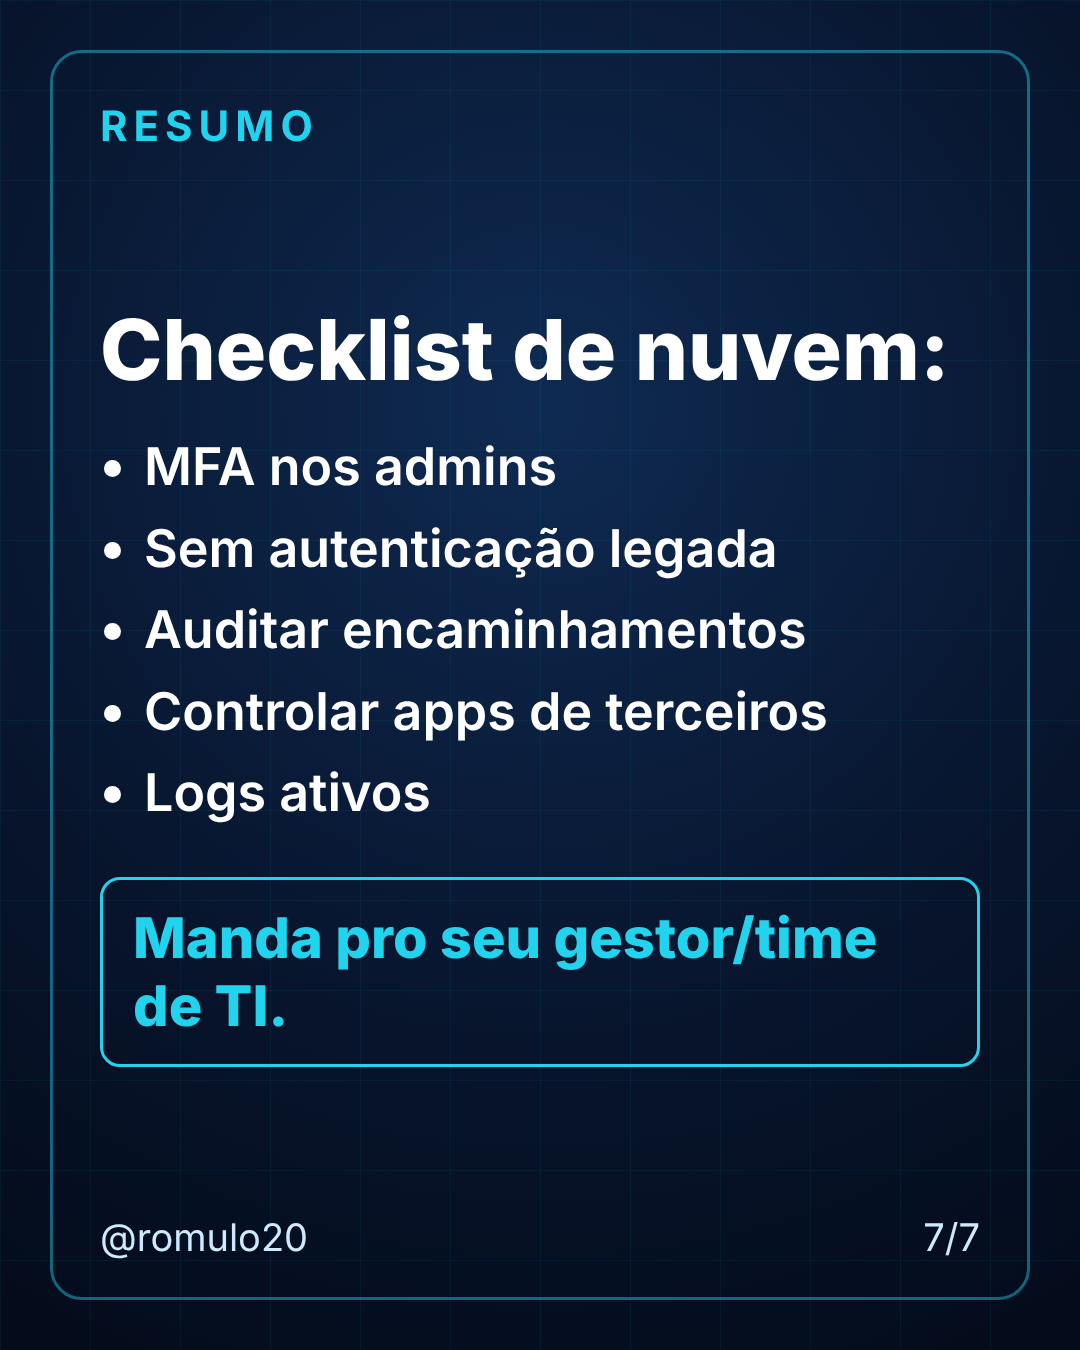 RESUMO
Checklist de nuvem:
• MFA nos admins
• Sem autenticação legada
• Auditar encaminhamentos
• Controlar apps de terceiros
• Logs ativos
Manda pro seu gestor/time
de TI.
@romulo20
7/7